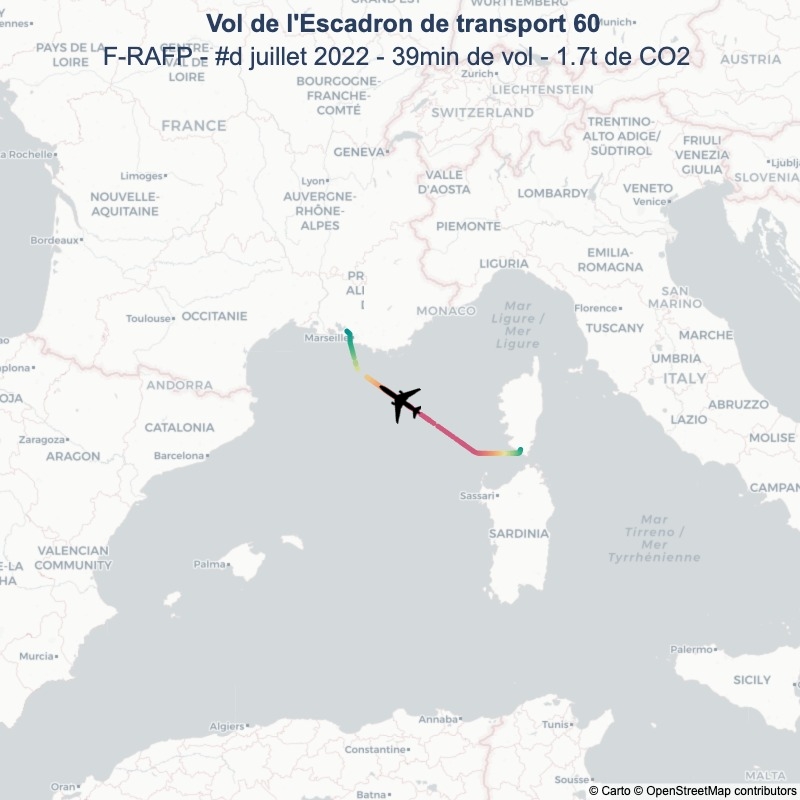 Vol de l'Escadron de transport 60
F-RAFP - #d juillet 2022 - 39min de vol - 1.7t de CO2
PAYS DE LA
LOIRE
CENTRE-
VAL DE
LOIRE
BOURGOGNE-
FRANCHE-
COMTÉ
Zurich
LIECHTENSTEIN
Munich
AUSTRIA
SWITZERLAND
FRANCE
TRENTINO-
ALTO ADIGE/
SÜDTIROL
FRIULI
VENEZIA
GIULIA
SLOVENIA
La Rochelle
GENEVA
Limoges
Lyon
VALLE
D'AOSTA
LOMBARDY
VENETO
Venice
NOUVELLE-
AQUITAINE
AUVERGNE-
RHÔNE-
ALPES
PIEMONTE
Bordeaux
EMILIA-
ROMAGNA
LIGURIA
PR
AL
SAN
MARINO
Toulouse
OCCITANIE
MONACO
Mar
Ligure /
Mer
Ligure
Florence
TUSCANY
MARCHE
Marseille
UMBRIA
ITALY
ANDORRA
ABRUZZO
LAZIO
CATALONIA
Zaragoza
ARAGON
Barcelona
MOLISE
Sassari
CAMPAN
SARDINIA
Mar
Tirreno /
Mer
Tyrrhénienne
VALENCIAN
COMMUNITY
Palma
Murcia
Palermo
SICILY
Algiers
Annaba
Tunis
Constantine
Oran
Batna
Sousse
MALTA
© Carto © OpenStreetMap contributors